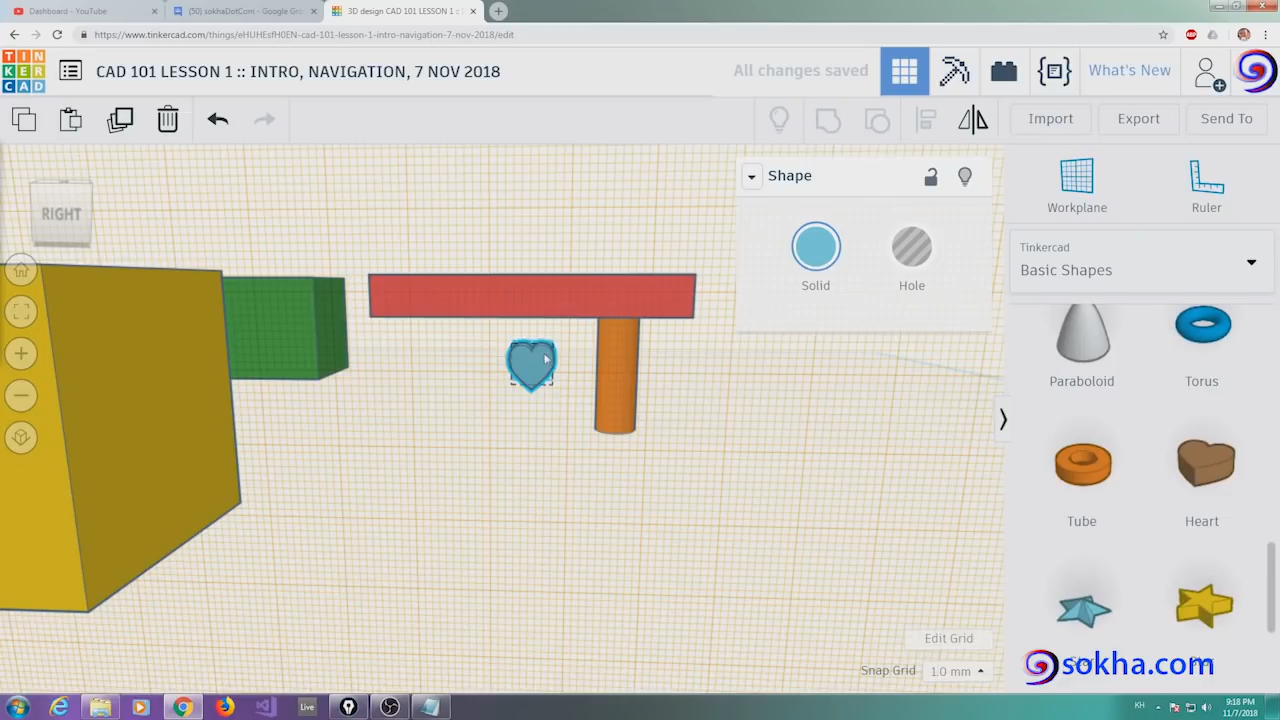 Dashboard - YouTube
(50) sokhaDotCom - Google Gro
3D design CAD 101 LESSON 1 ::
https://www.tinkercad.com/things/eHUHEsfH0EN-cad-101-lesson-1-intro-navigation-7-nov-2018/edit
TIN
KER
CAD
CAD 101 LESSON 1 :: INTRO, NAVIGATION, 7 NOV 2018
All changes saved
What's New
Import
Export
Send To
RIGHT
Shape
Solid
Hole
Workplane
Ruler
Tinkercad
Basic Shapes
Paraboloid
Torus
Tube
Heart
Edit Grid
Snap Grid
1.0 mm
sokha.com
Live
KH
9:18 PM
11/7/2018